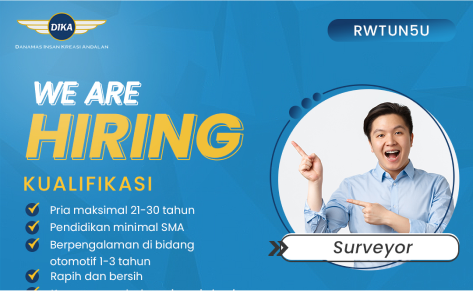 DIKA
DANAMAS INSAN KREASI ANDALAN
RWTUN5U
WE ARE
HIRING
KUALIFIKASI
Pria maksimal 21-30 tahun
Pendidikan minimal SMA
Berpengalaman di bidang
otomotif 1-3 tahun
Rapih dan bersih
Surveyor